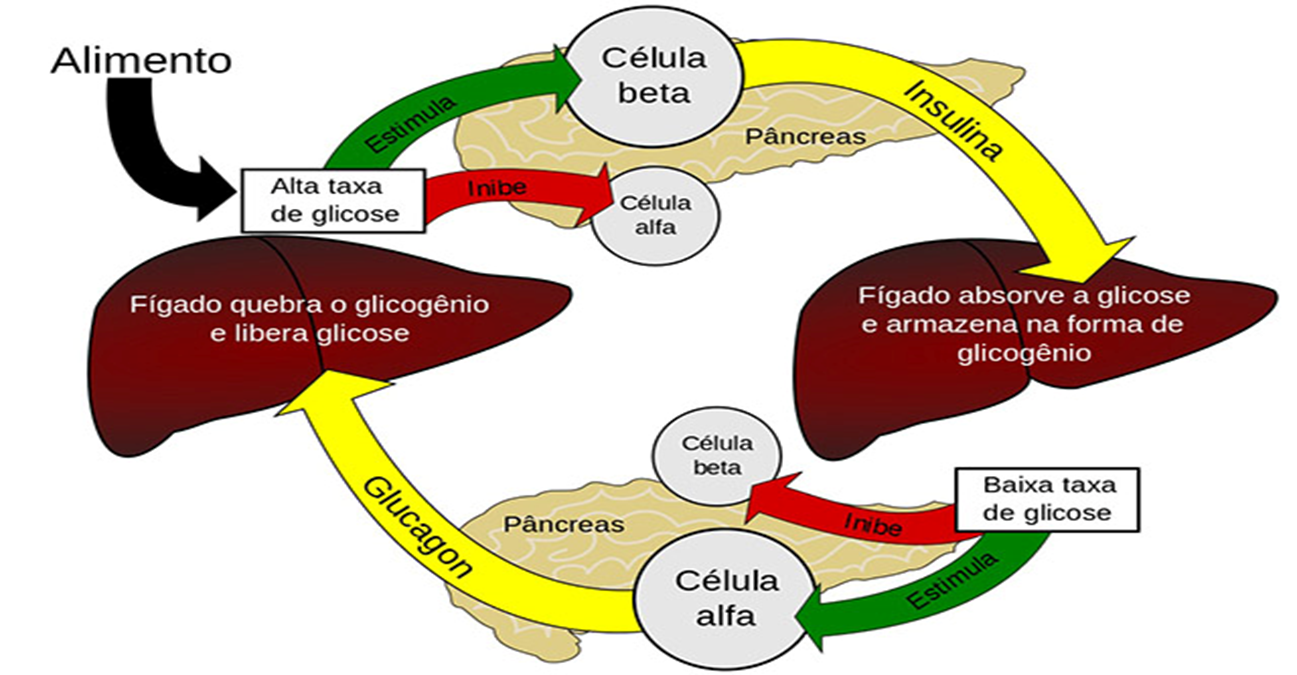 Alimento
Célula
beta
Estimula
Insulina
Pâncreas
Alta taxa
de glicose
Inibe
Célula
alfa
Fígado quebra o glicogênio
e libera glicose
Fígado absorve a glicose
e armazena na forma de
glicogênio
Célula
beta
Baixa taxa
de glicose
Inibe
Pâncreas
Glucagon
Célula
alfa
Estimula